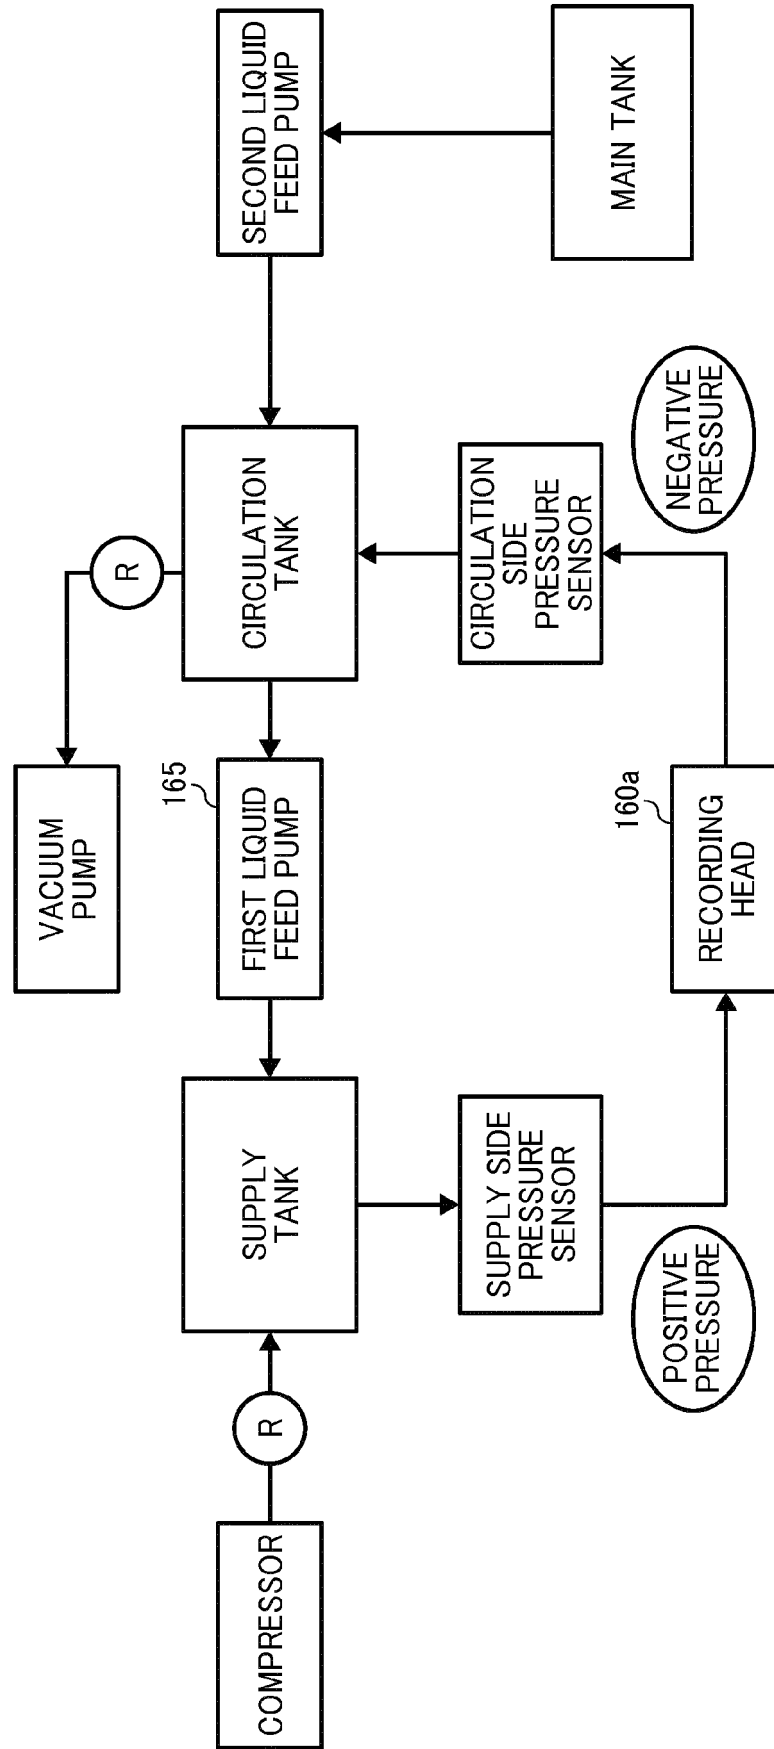 VACUUM
PUMP
R
COMPRESSOR
R
SUPPLY
TANK
165
FIRST LIQUID
FEED PUMP
CIRCULATION
TANK
SECOND LIQUID
FEED PUMP
SUPPLY SIDE
PRESSURE
SENSOR
CIRCULATION
SIDE
PRESSURE
SENSOR
MAIN TANK
POSITIVE
PRESSURE
160a
RECORDING
HEAD
NEGATIVE
PRESSURE